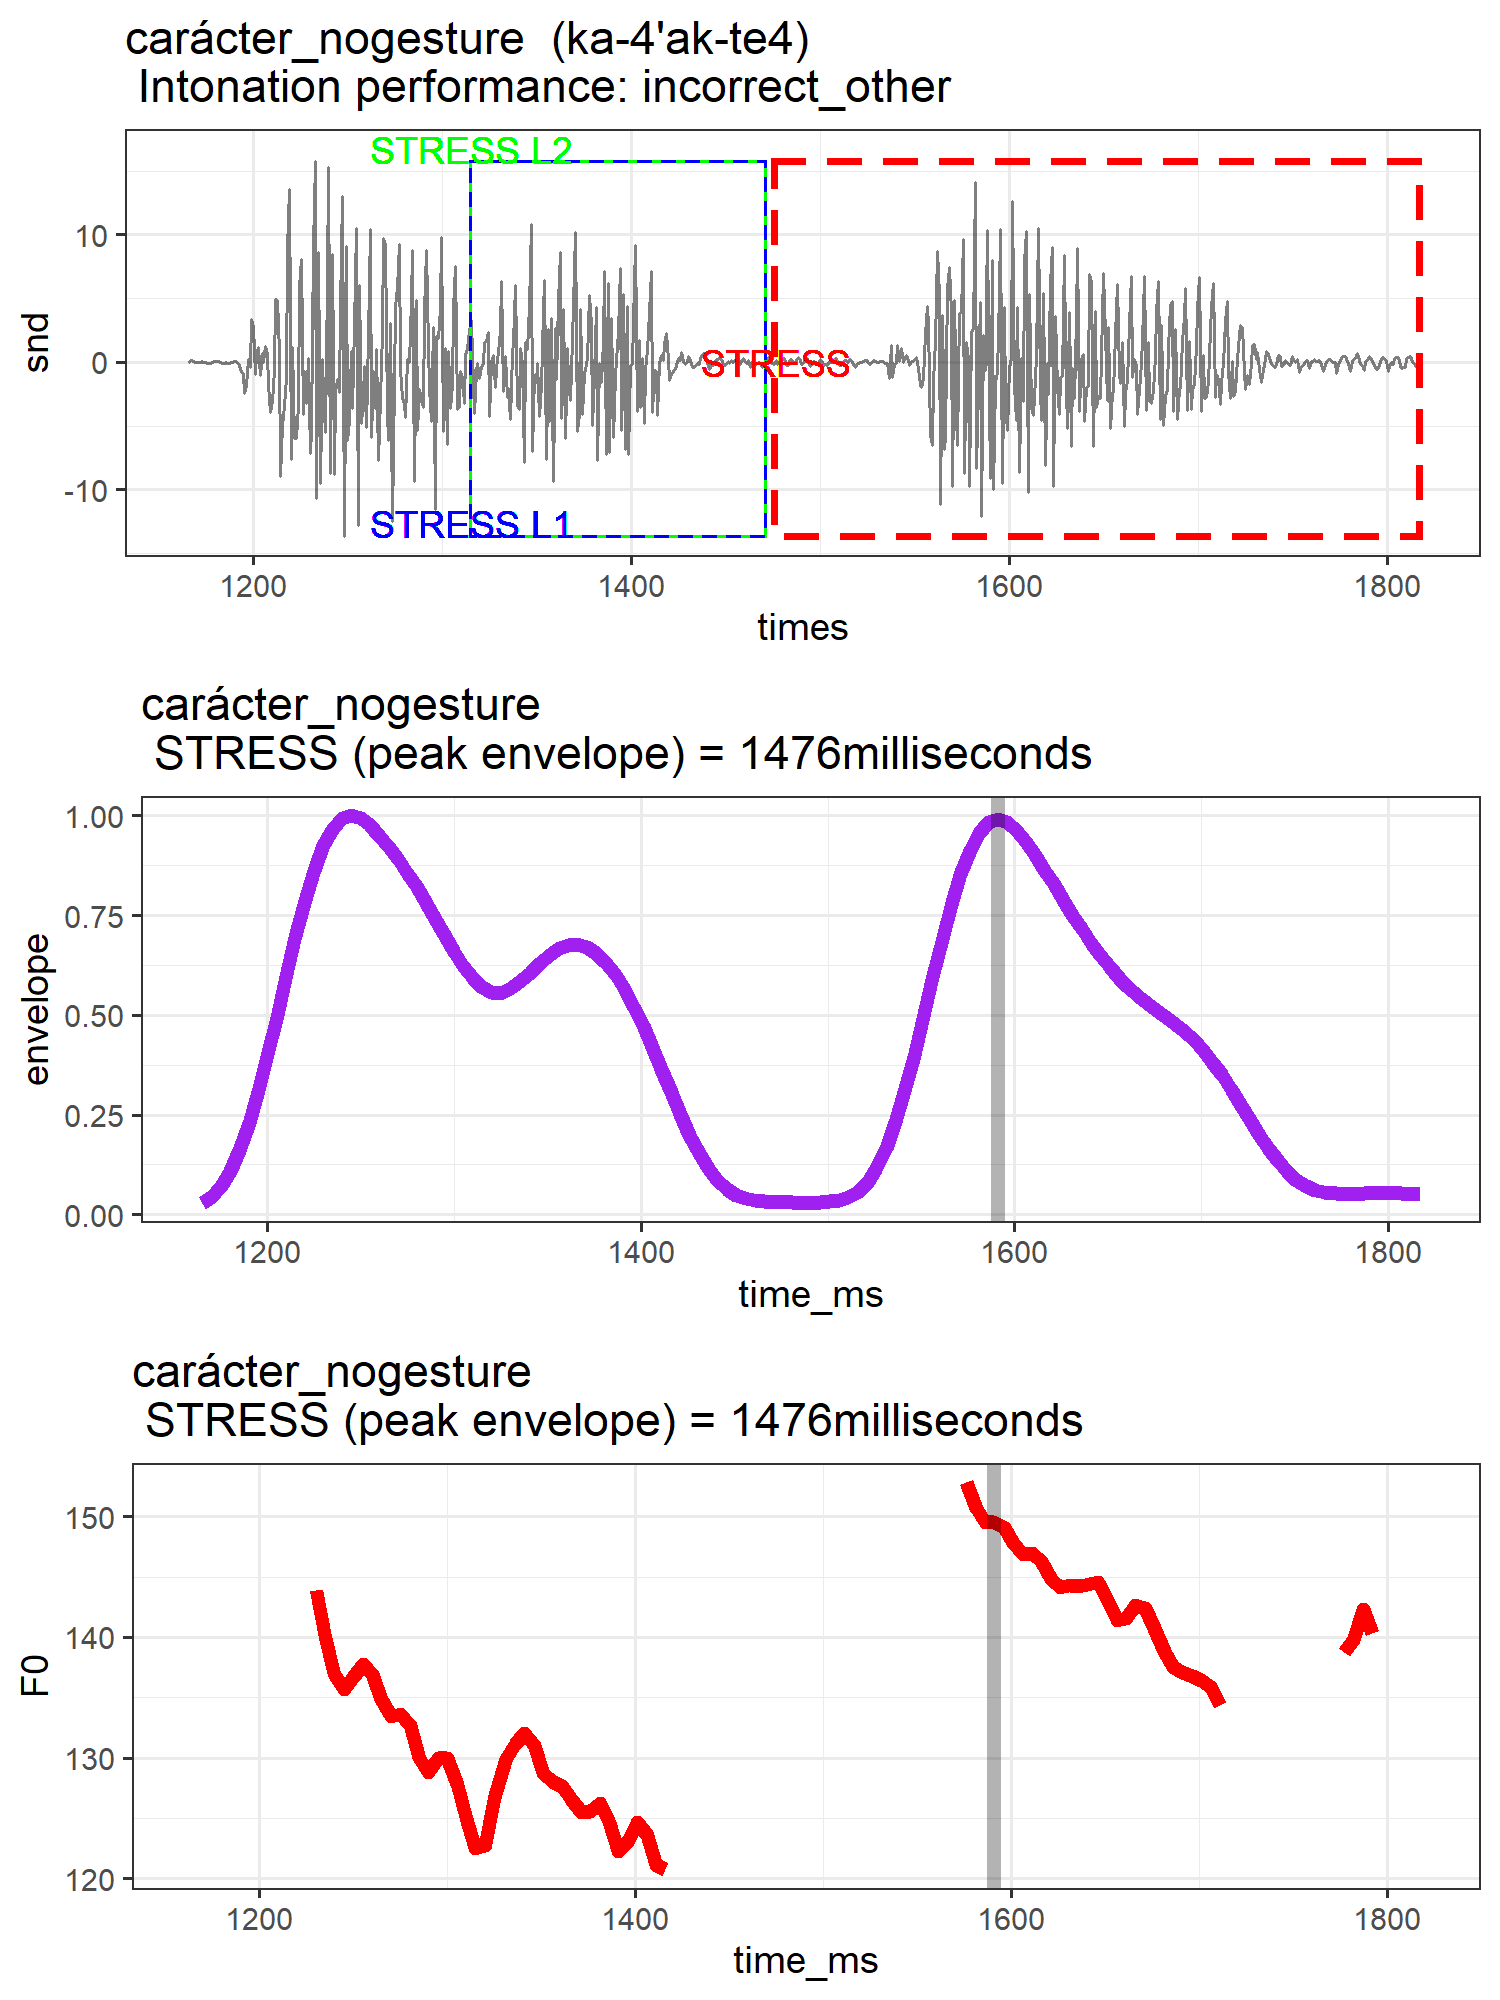 carácter_nogesture  (ka-4'ak-te4)
Intonation performance: incorrect_other
STRESS L2
10
snd
0
STRESS
-10
STRESS L1
1200 1400 1600 1800
times
carácter_nogesture
STRESS (peak envelope) = 1476milliseconds
1.00
0.75
envelope
0.50
0.25
0.00
1200 1400 1600 1800
time_ms
carácter_nogesture
STRESS (peak envelope) = 1476milliseconds
150
140
F0
130
120
1200 1400 1600 1800
time_ms